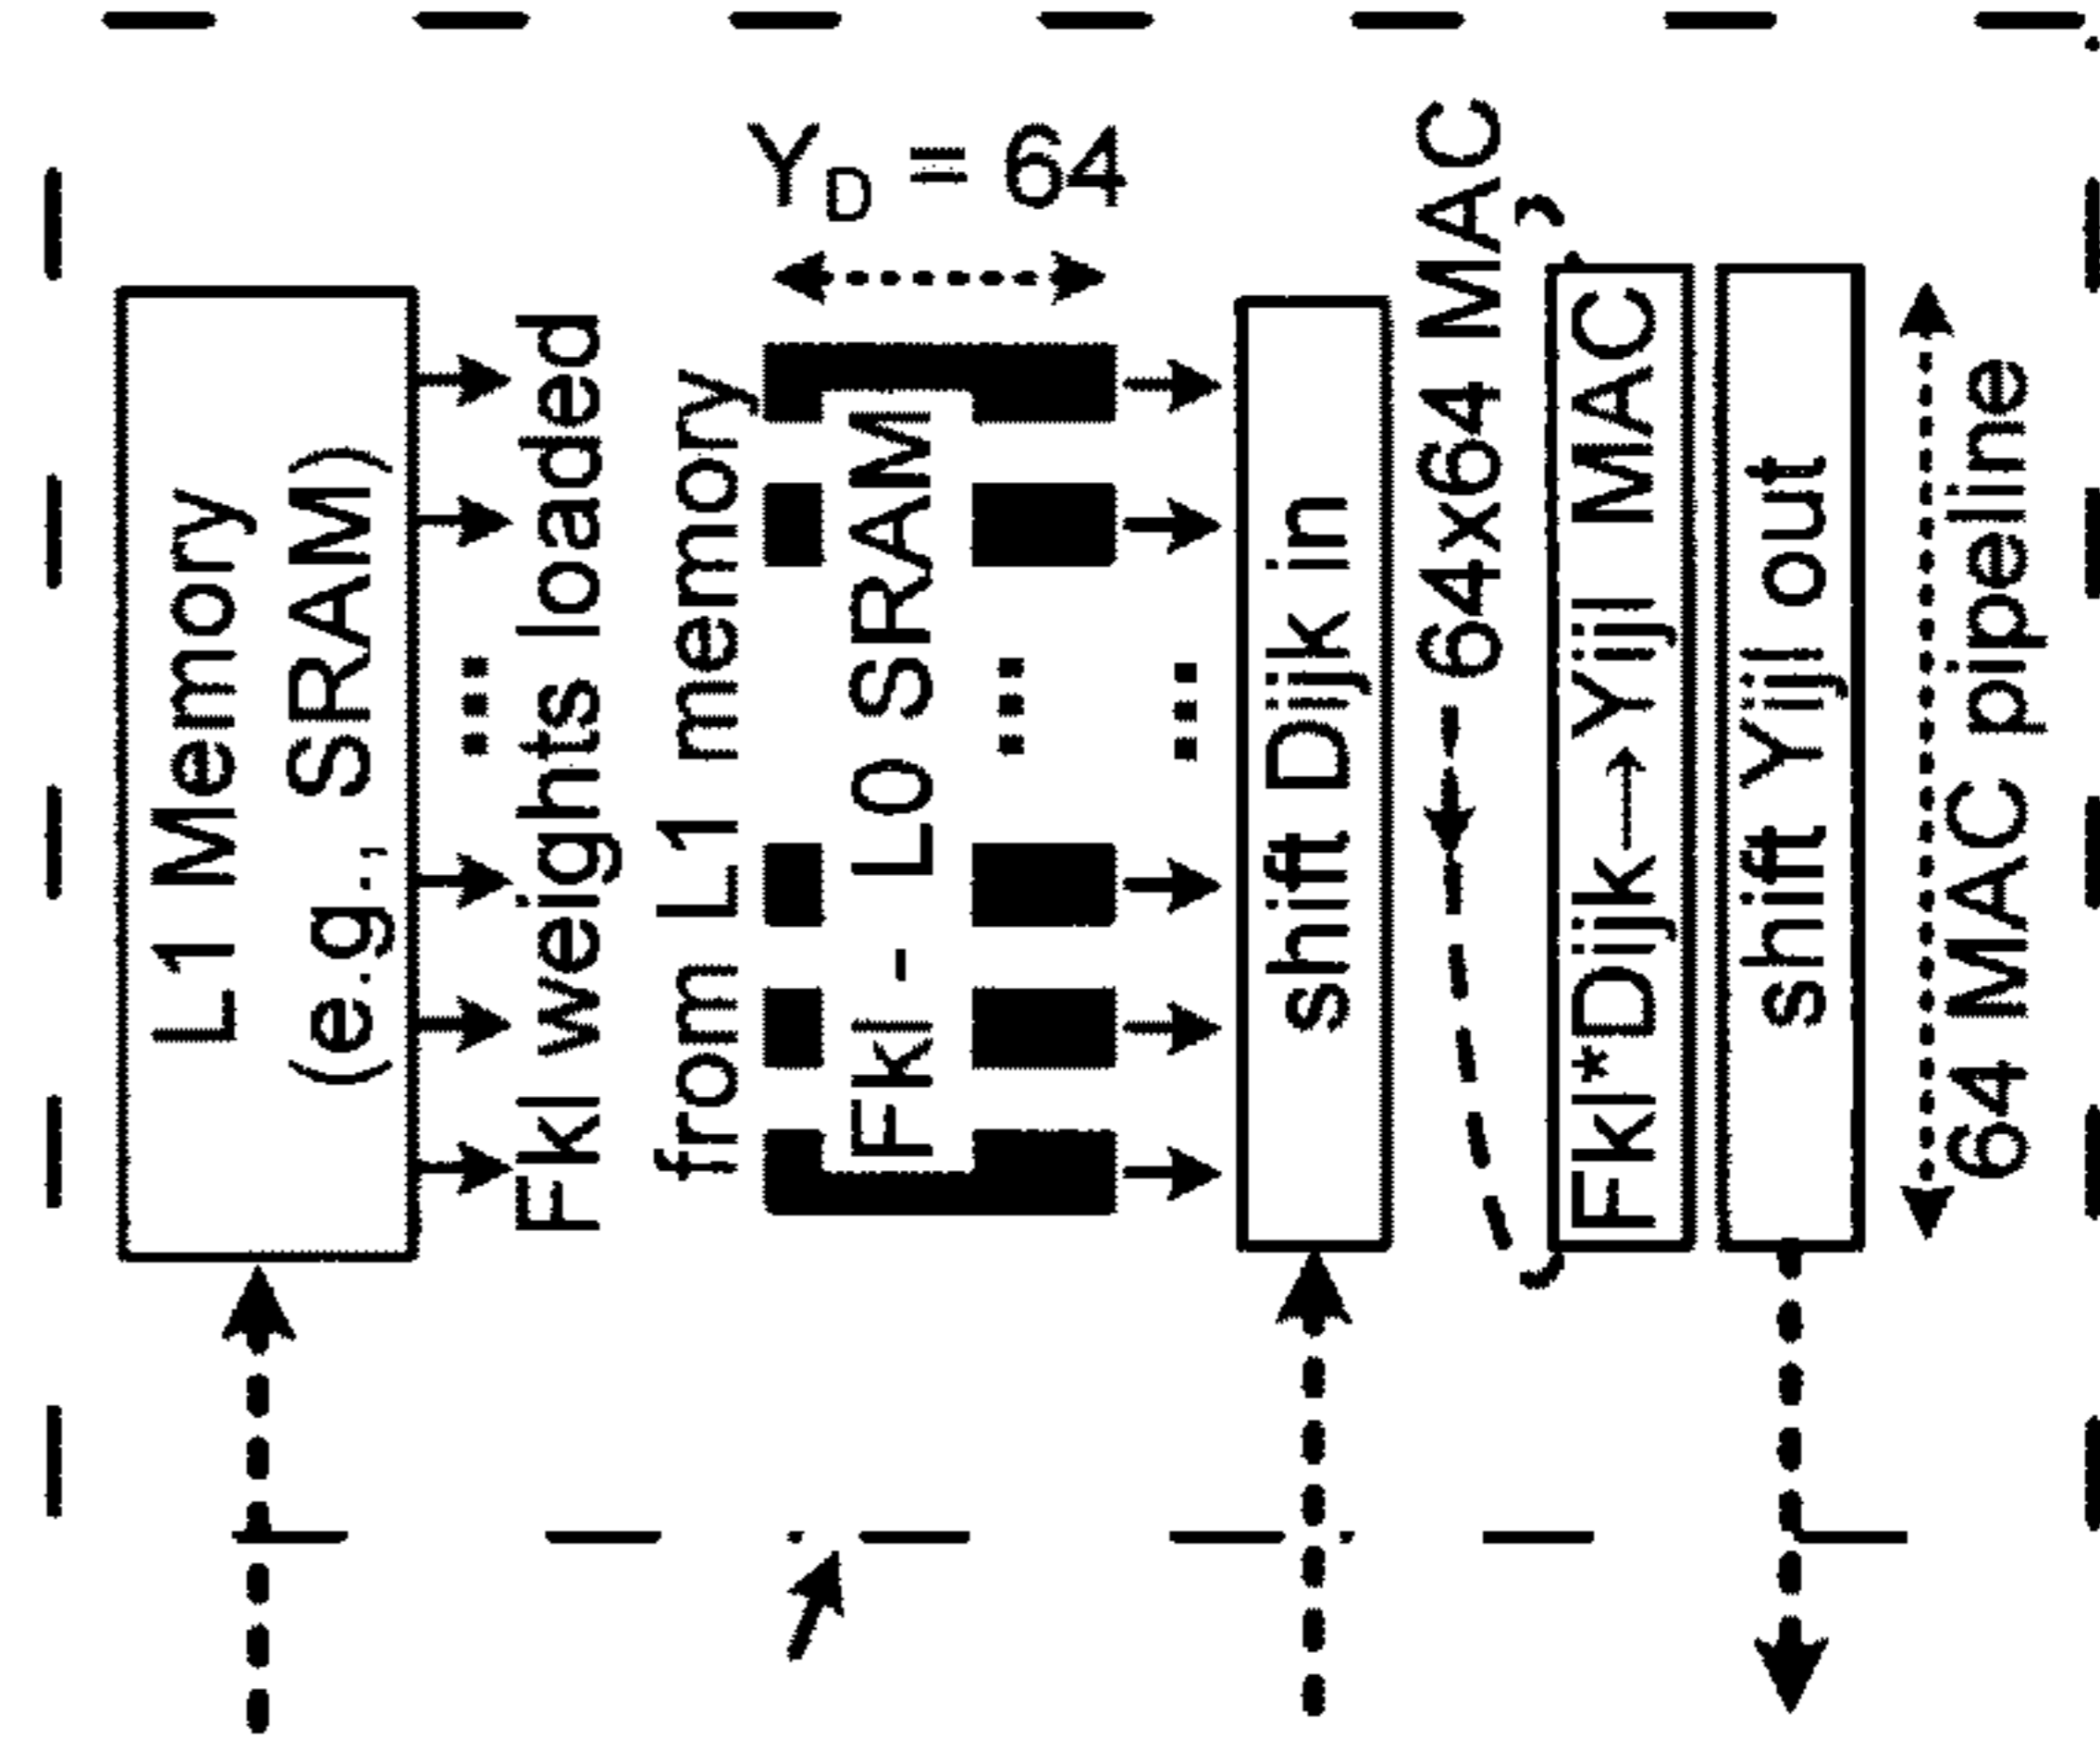 L1 Memory
(e.g., SRAM)
Fkl weights loaded
from L1 memory
Y_D = 64
Fkl - L0 SRAM
shift Dijk in
64x64 MAC
Fkl*Dijk⟷Yijl MAC
shift Yijl out
64 MAC pipeline